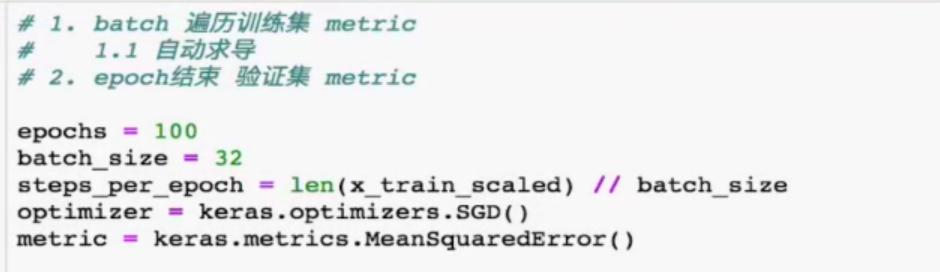 # 1. batch 遍历训练集 metric
#    1.1 自动求导
# 2. epoch结束 验证集 metric
epochs = 100
batch_size = 32
steps_per_epoch = len(x_train_scaled) // batch_size
optimizer = keras.optimizers.SGD()
metric = keras.metrics.MeanSquaredError()